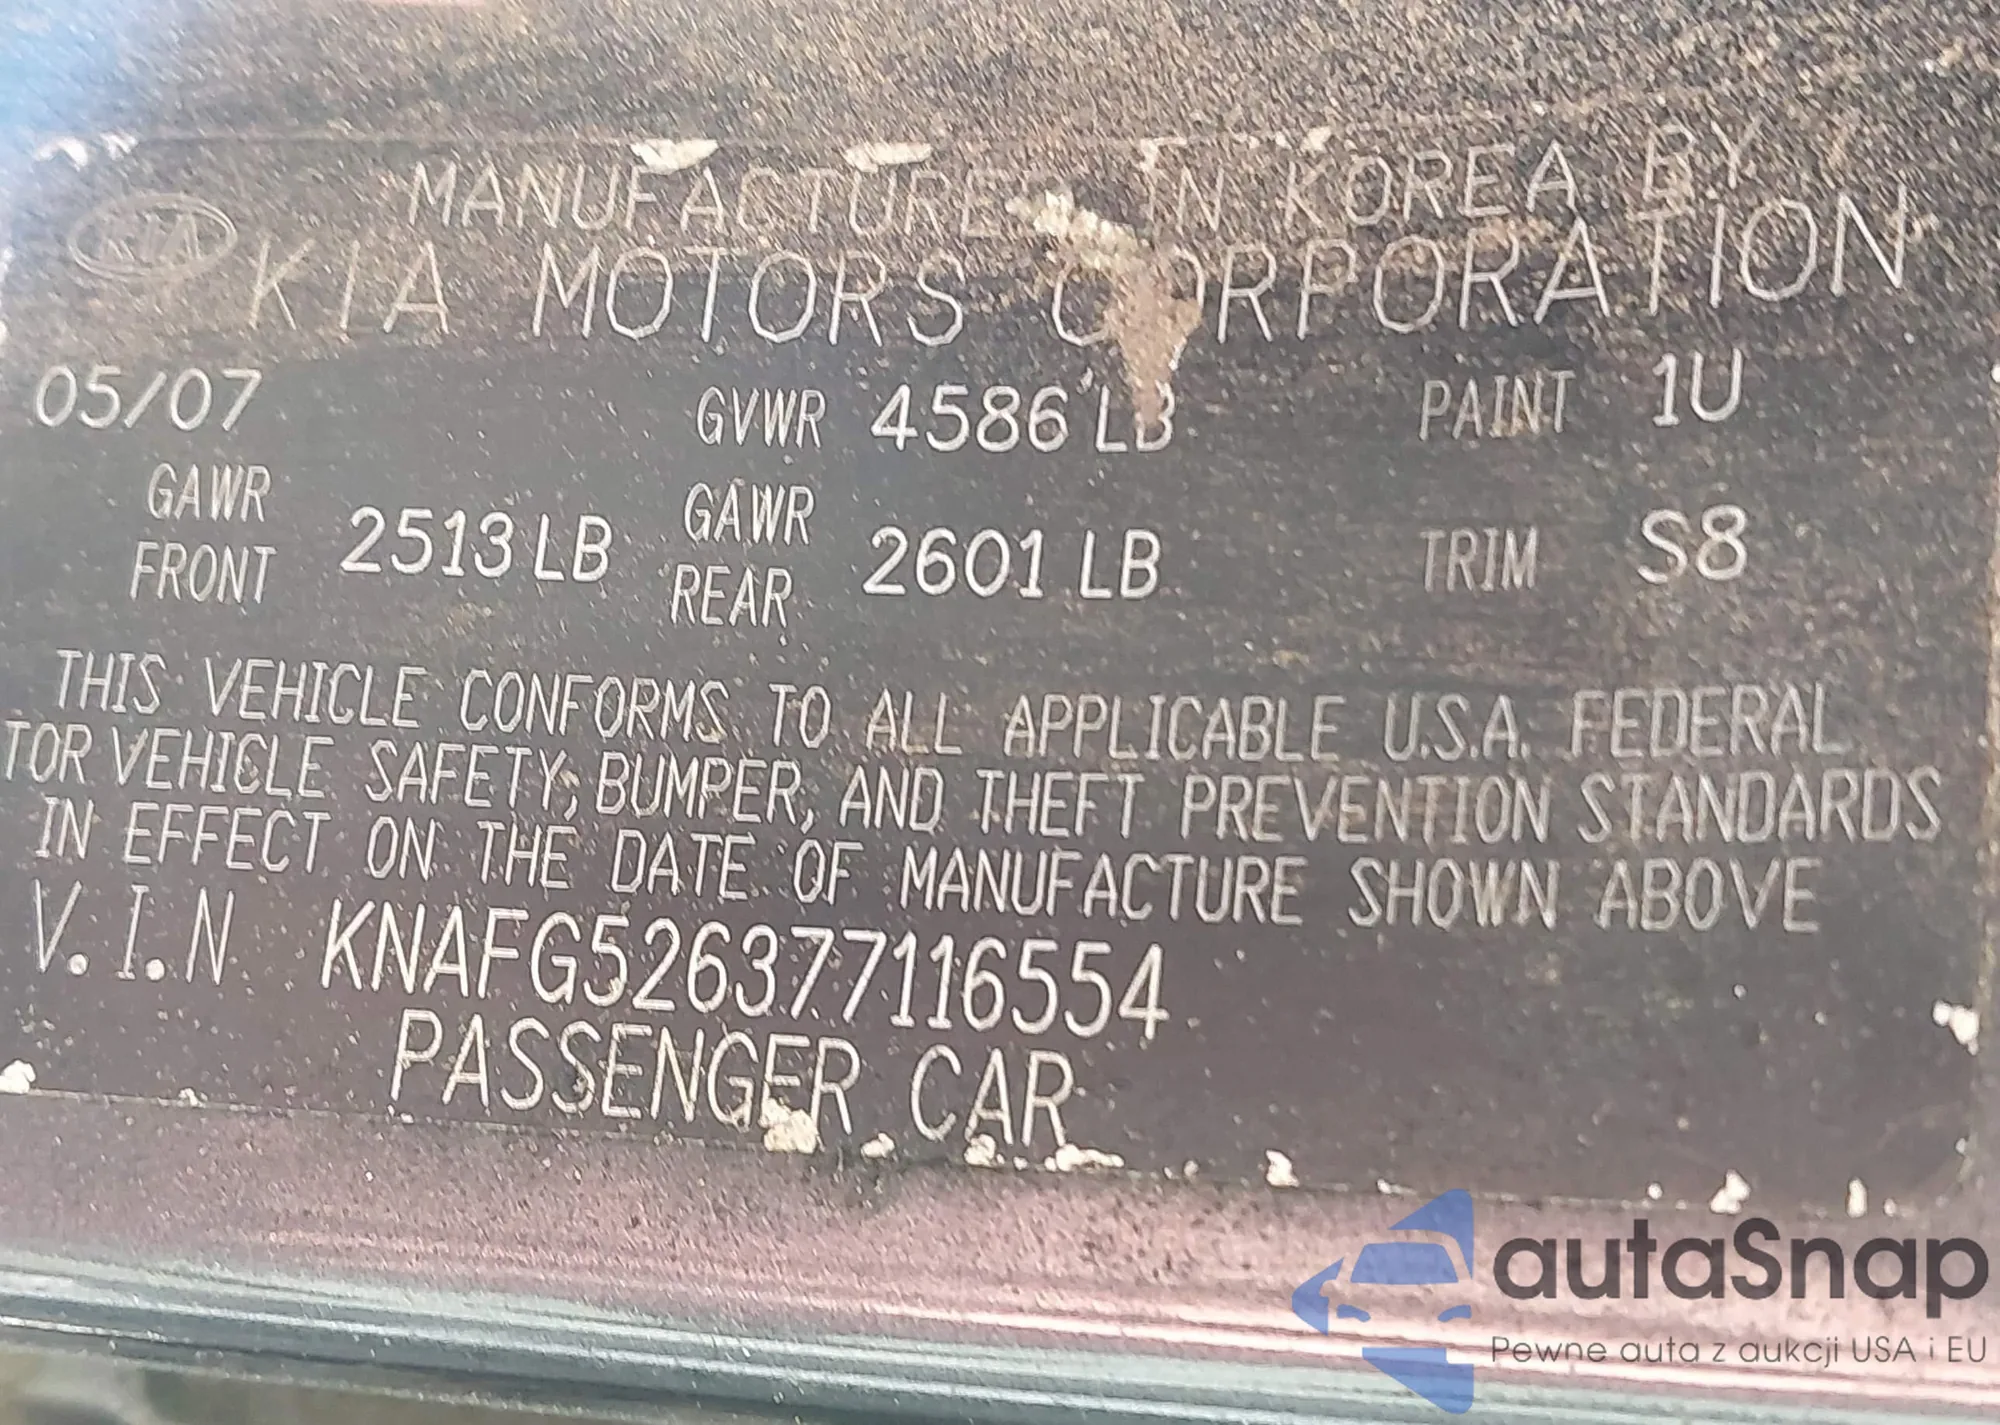 MANUFACTURED IN KOREA BY
KIA KIA MOTORS CORPORATION
05/07 GVWR 4586 LB PAINT 1U
GAWR FRONT 2513 LB GAWR REAR 2601 LB TRIM S8
THIS VEHICLE CONFORMS TO ALL APPLICABLE U.S.A. FEDERAL
TOR VEHICLE SAFETY, BUMPER, AND THEFT PREVENTION STANDARDS
IN EFFECT ON THE DATE OF MANUFACTURE SHOWN ABOVE
V.I.N KNAFG526377116554
PASSENGER CAR
autaSnap
Pewne auta z aukcji USA i EU